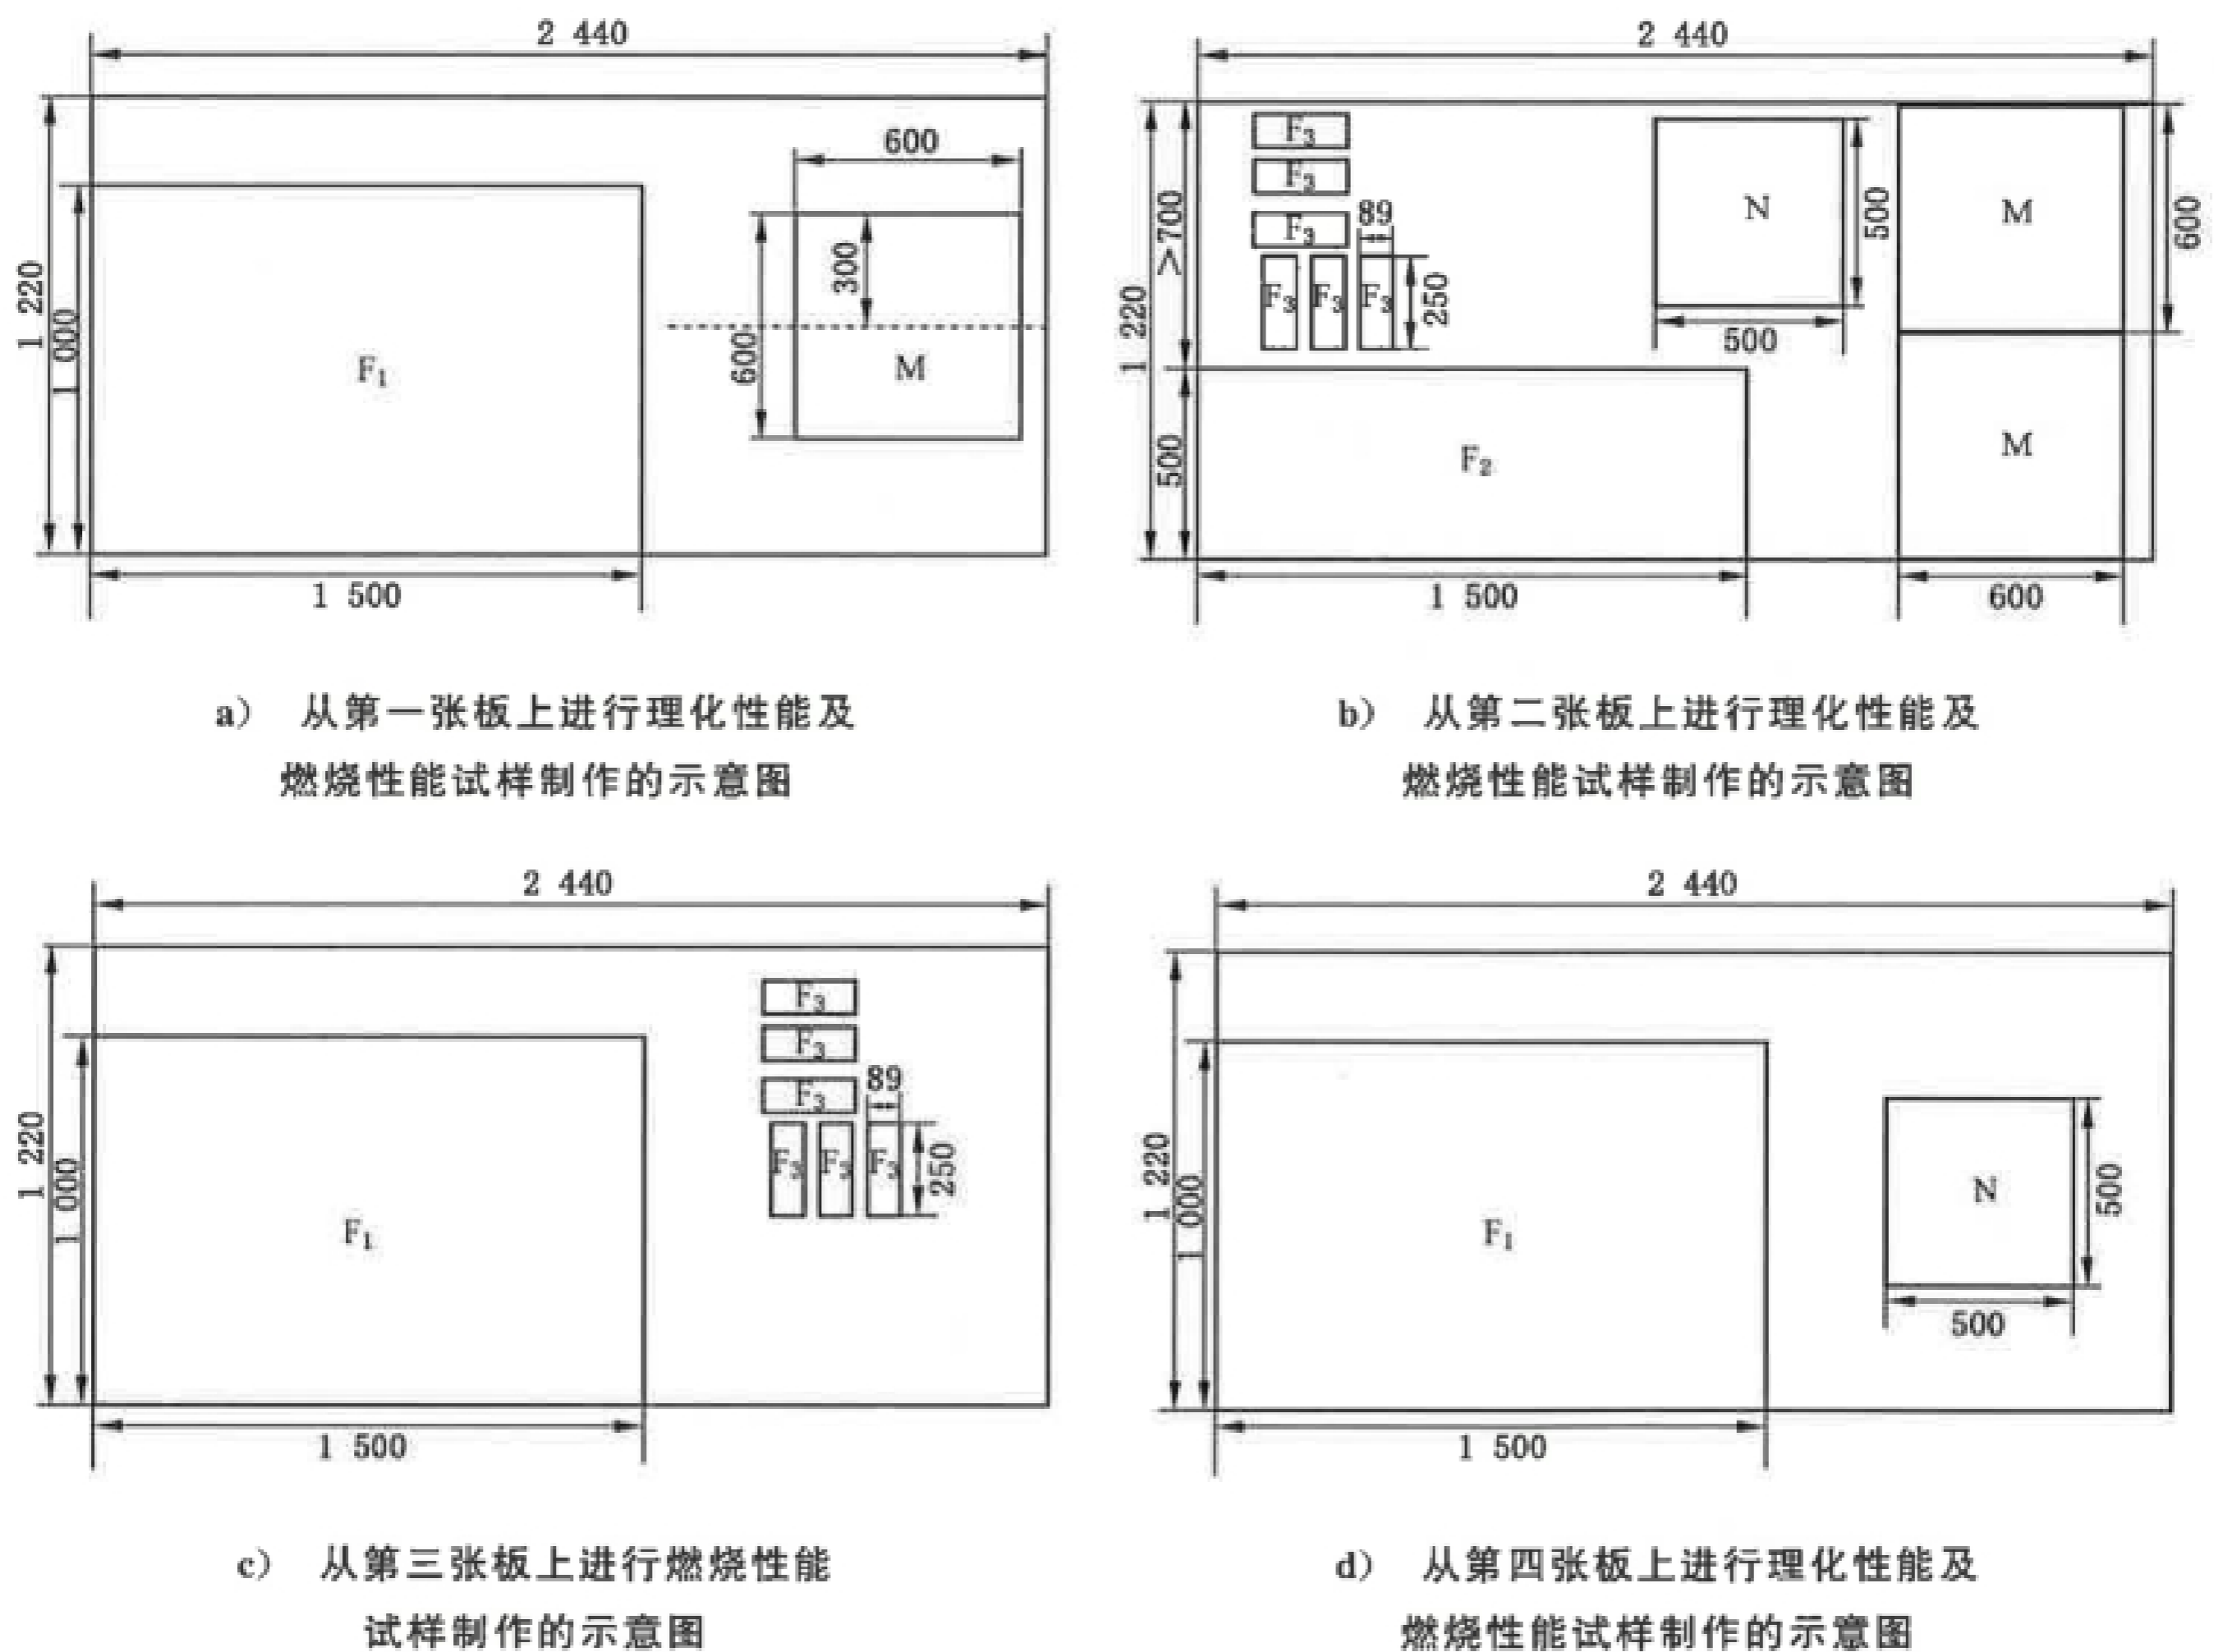 2 440
600
300
600
1 220
1 000
F₁
M
1 500
a) 从第一张板上进行理化性能及
燃烧性能试样制作的示意图
2 440
F₃
F₃
F₃
89
F₃ F₃ F₃
250
>700
1 220
500
N
500
500
M
600
M
F₂
1 500
600
b) 从第二张板上进行理化性能及
燃烧性能试样制作的示意图
2 440
F₃
F₃
F₃
89
F₃ F₃ F₃
250
1 220
1 000
F₁
1 500
c) 从第三张板上进行燃烧性能
试样制作的示意图
2 440
1 220
1 000
F₁
N
500
500
1 500
d) 从第四张板上进行理化性能及
燃烧性能试样制作的示意图